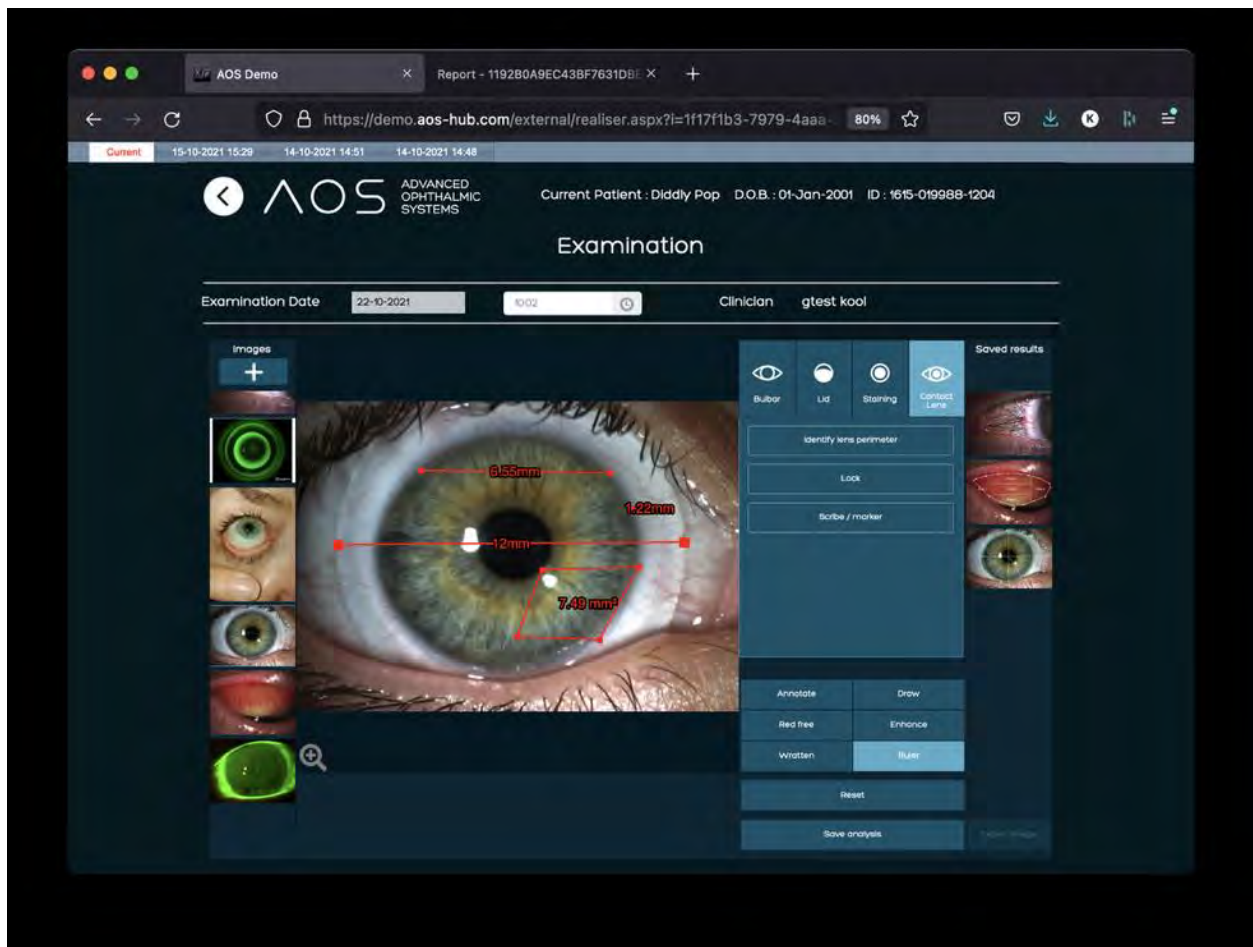 AOS Demo × Report - 1192B0A9EC43BF7631DBE × +
https://demo.aos-hub.com/external/realiser.aspx?i=1f17f1b3-7979-4aaa- 80% K
Current 15-10-2021 15:29 14-10-2021 14:51 14-10-2021 14:48
AOS ADVANCED OPHTHALMIC SYSTEMS
Current Patient : Diddly Pop D.O.B. : 01-Jan-2001 ID : 1615-019988-1204
Examination
Examination Date 22-10-2021 10:02 Clinician gtest kool
Images
Saved results
Bulbar Lid Staining Contact Lens
Identify lens perimeter
Lock
Scribe / marker
6.55mm
1.22mm
12mm
7.49 mm²
Annotate Draw
Red free Enhance
Wratten Ruler
Reset
Save analysis